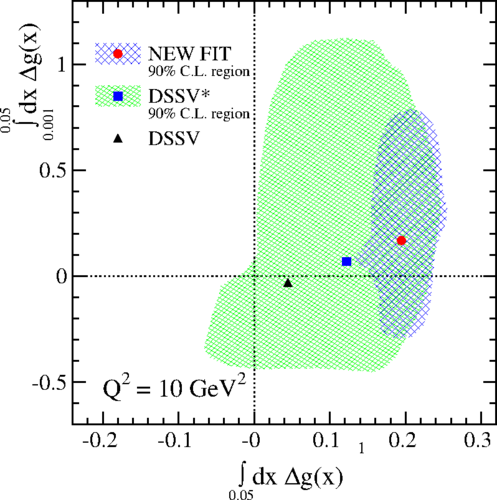 1
0.5
0
-0.5
0.05
∫ dx Δg(x)
0.001
NEW FIT
90% C.L. region
DSSV*
90% C.L. region
DSSV
Q² = 10 GeV²
-0.2 -0.1 -0 0.1 0.2 0.3
1
∫ dx Δg(x)
0.05